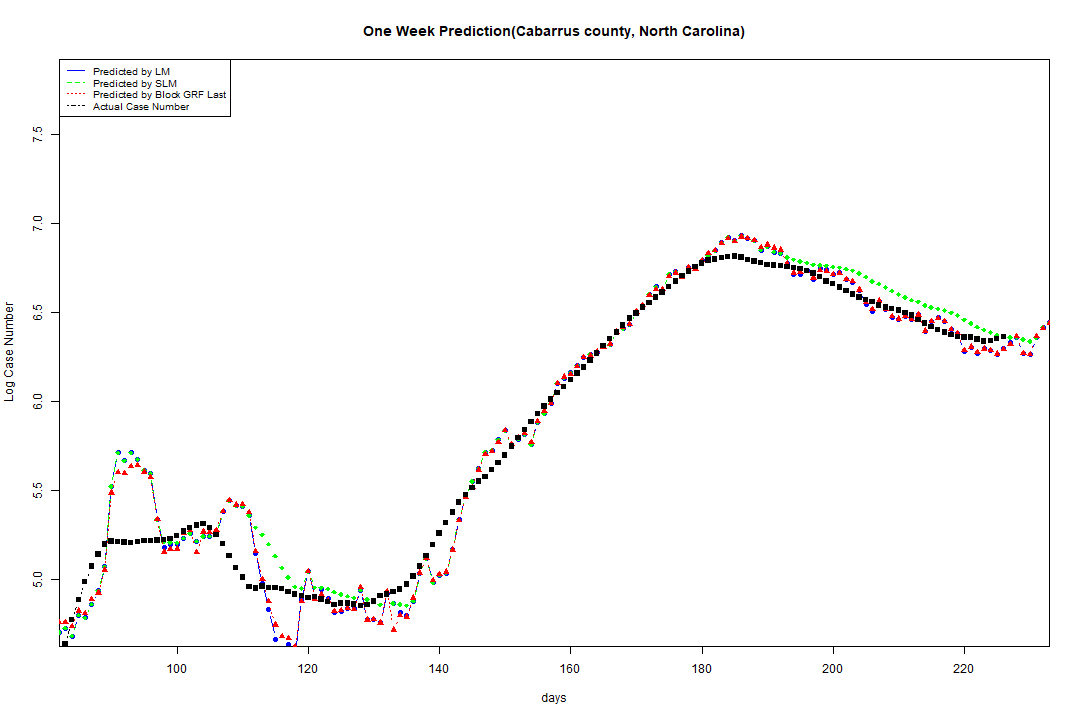 One Week Prediction(Cabarrus county, North Carolina)
Predicted by LM
Predicted by SLM
Predicted by Block GRF Last
Actual Case Number
Log Case Number
7.5
7.0
6.5
6.0
5.5
5.0
100 120 140 160 180 200 220
days